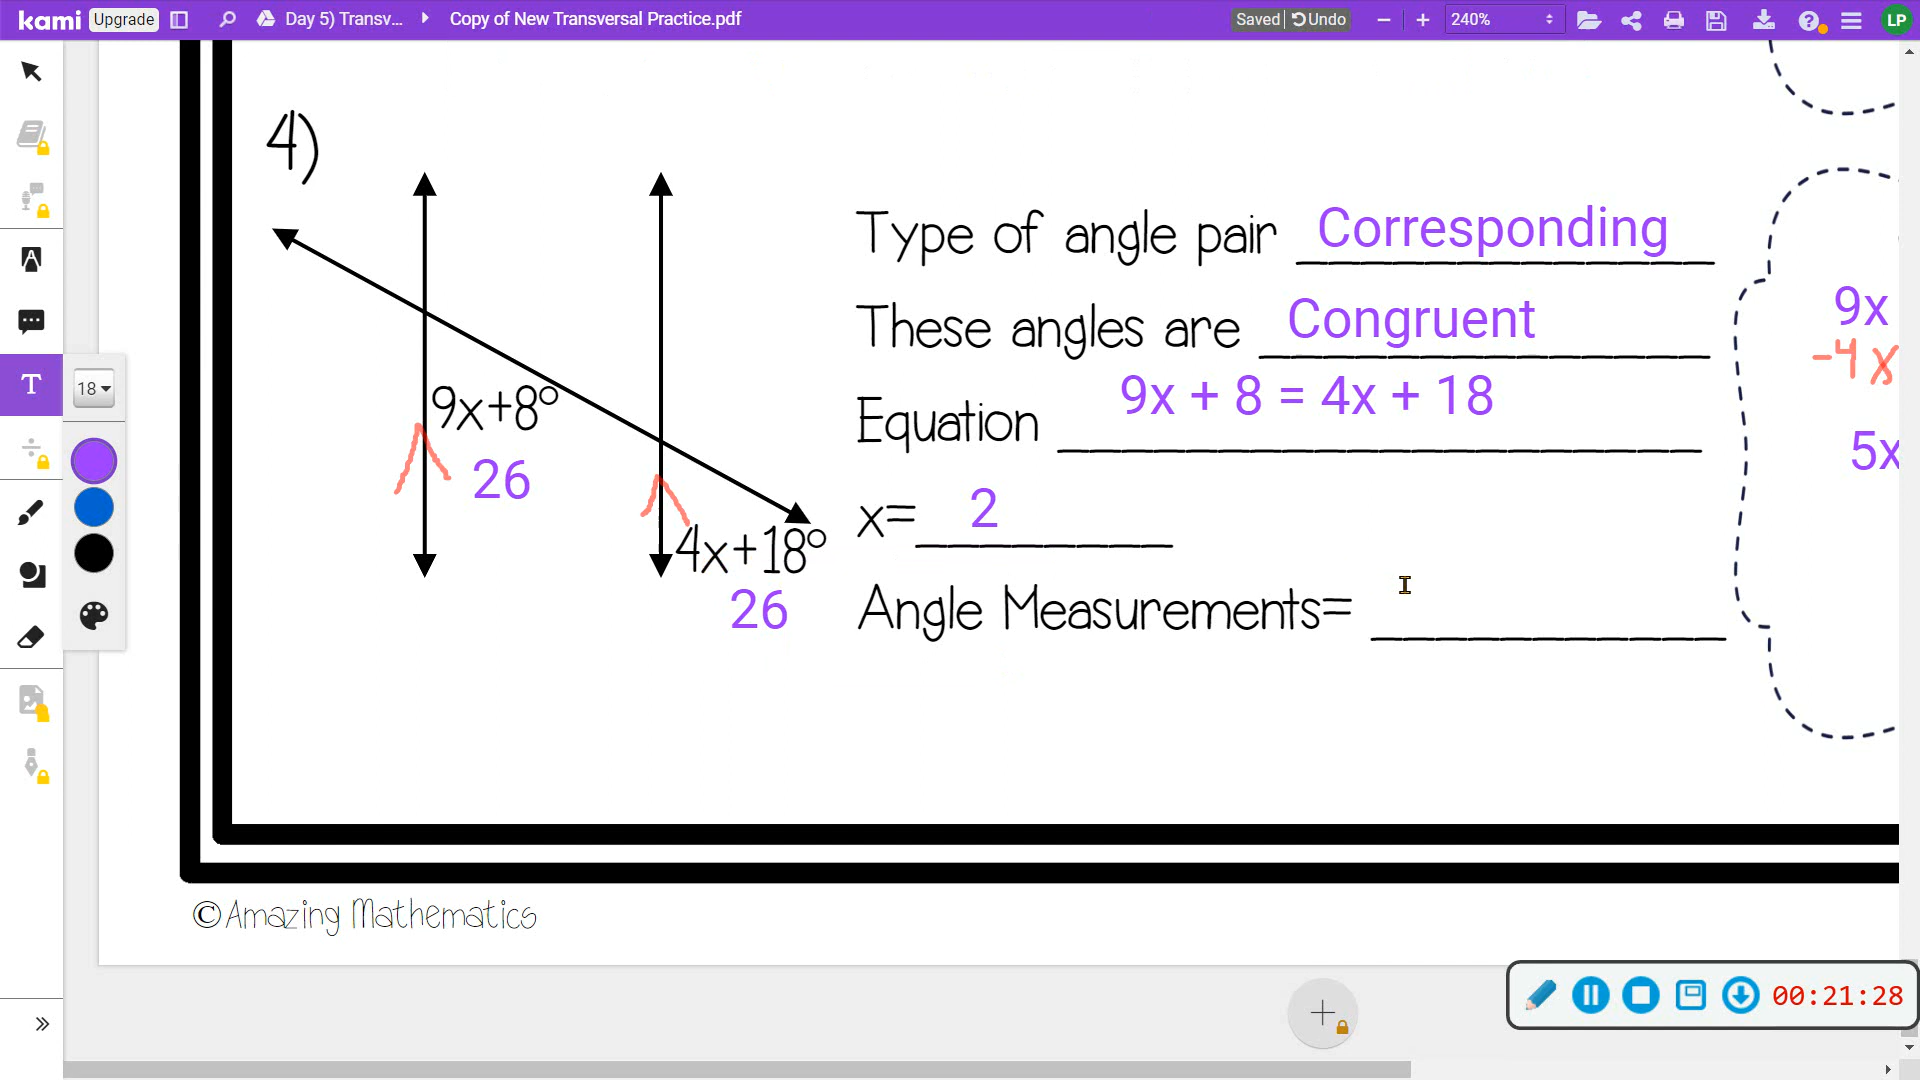 kami Upgrade Day 5) Transv... Copy of New Transversal Practice.pdf Saved Undo 240% LP
4)
Type of angle pair Corresponding
These angles are Congruent
9x
-4x
9x+8°
Equation 9x + 8 = 4x + 18
T 18
26
5x
x= 2
4x+18°
26
Angle Measurements=
©Amazing Mathematics
00:21:28